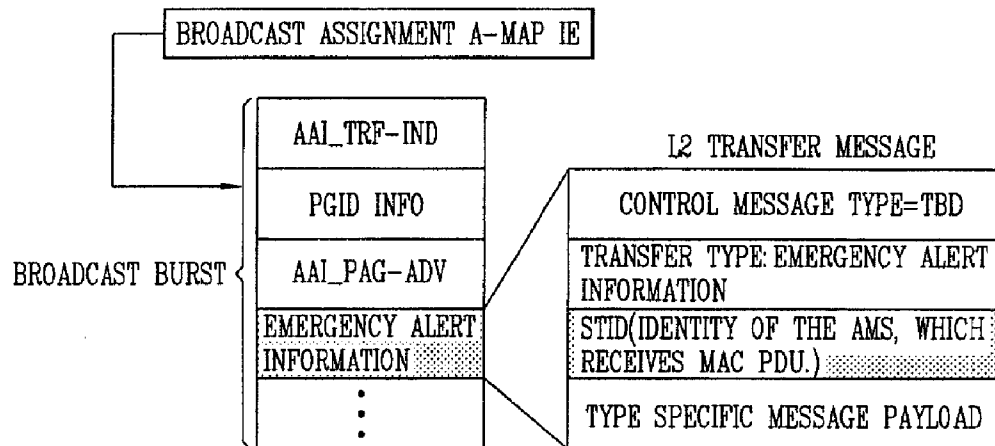 BROADCAST ASSIGNMENT A-MAP IE
AAI_TRF-IND
PGID INFO
AAI_PAG-ADV
EMERGENCY ALERT
INFORMATION
BROADCAST BURST
L2 TRANSFER MESSAGE
CONTROL MESSAGE TYPE=TBD
TRANSFER TYPE: EMERGENCY ALERT
INFORMATION
STID(IDENTITY OF THE AMS, WHICH
RECEIVES MAC PDU.)
TYPE SPECIFIC MESSAGE PAYLOAD